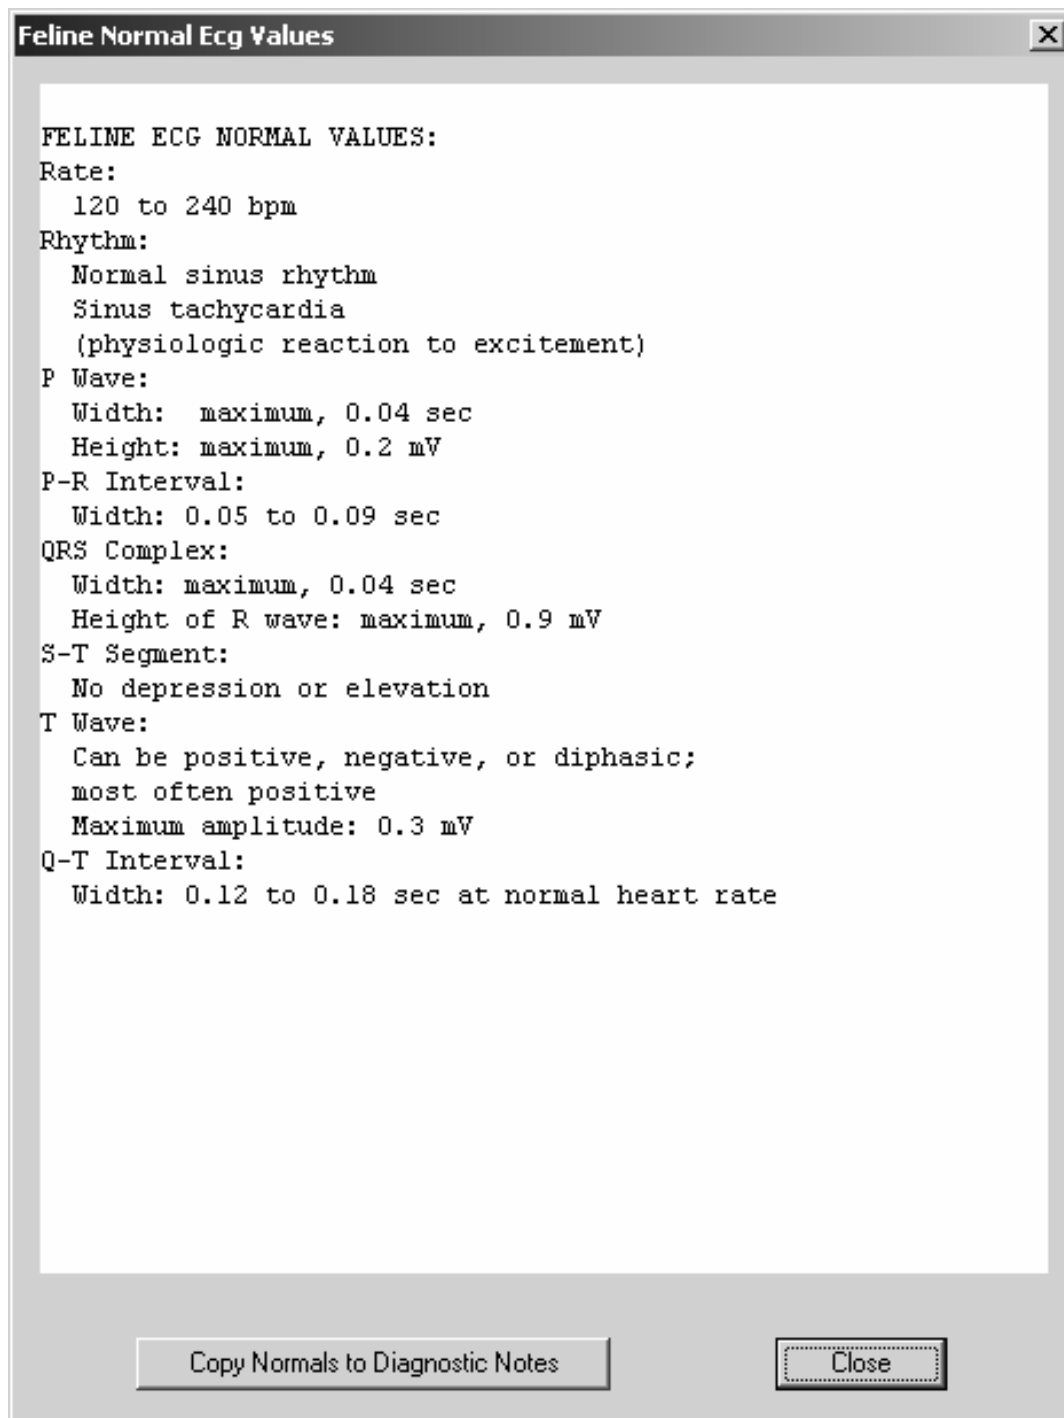 Feline Normal Ecg Values
FELINE ECG NORMAL VALUES:
Rate:
120 to 240 bpm
Rhythm:
Normal sinus rhythm
Sinus tachycardia
(physiologic reaction to excitement)
P Wave:
Width:  maximum, 0.04 sec
Height: maximum, 0.2 mV
P-R Interval:
Width: 0.05 to 0.09 sec
QRS Complex:
Width: maximum, 0.04 sec
Height of R wave: maximum, 0.9 mV
S-T Segment:
No depression or elevation
T Wave:
Can be positive, negative, or diphasic;
most often positive
Maximum amplitude: 0.3 mV
Q-T Interval:
Width: 0.12 to 0.18 sec at normal heart rate
Copy Normals to Diagnostic Notes
Close